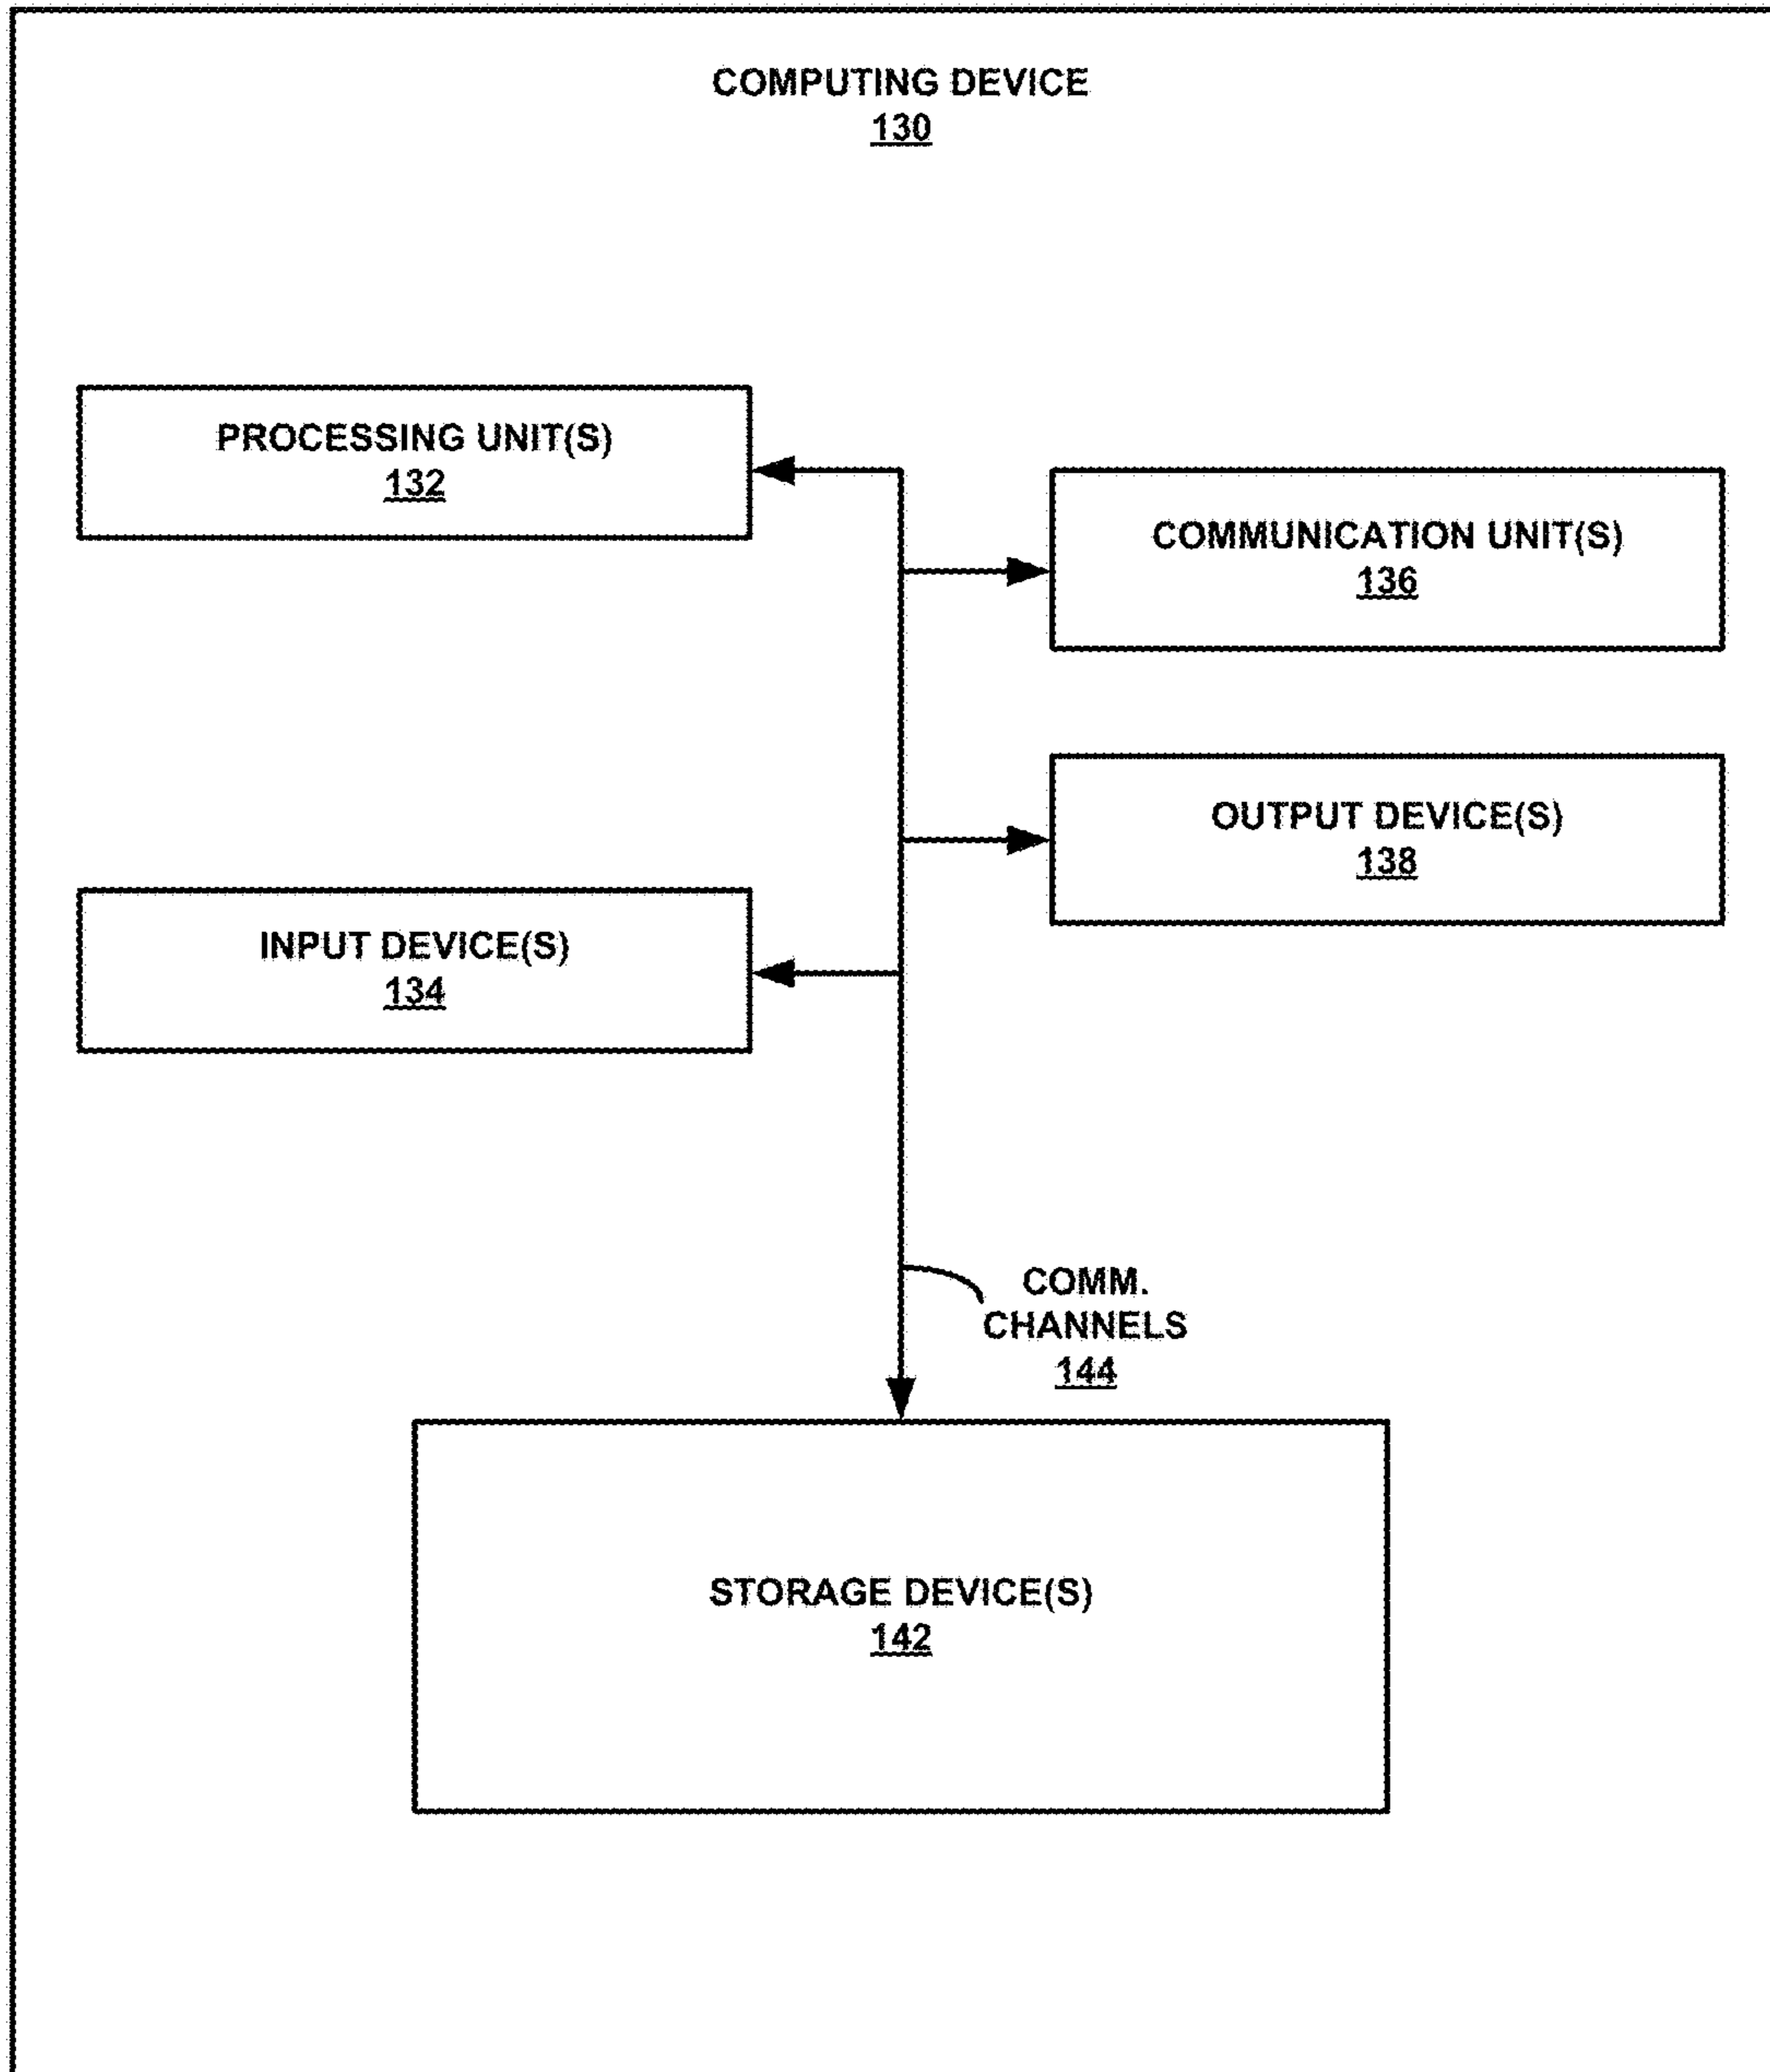 COMPUTING DEVICE
130
PROCESSING UNIT(S)
132
COMMUNICATION UNIT(S)
136
OUTPUT DEVICE(S)
138
INPUT DEVICE(S)
134
COMM.
CHANNELS
144
STORAGE DEVICE(S)
142